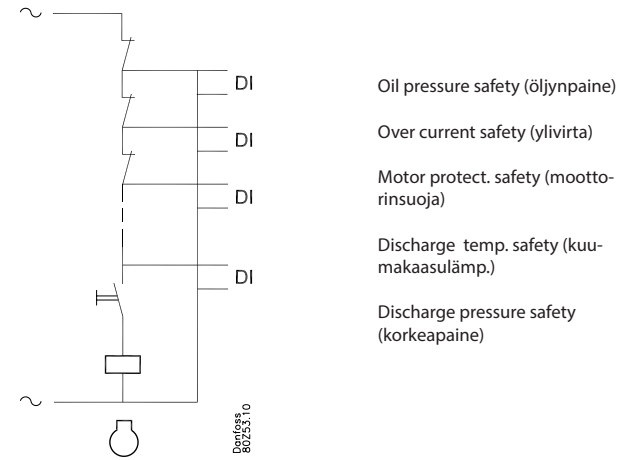 DI
DI
DI
DI
Danfoss
80Z53.10
Oil pressure safety (öljynpaine)
Over current safety (ylivirta)
Motor protect. safety (mootto-
rinsuoja)
Discharge temp. safety (kuu-
makaasulämp.)
Discharge pressure safety
(korkeapaine)